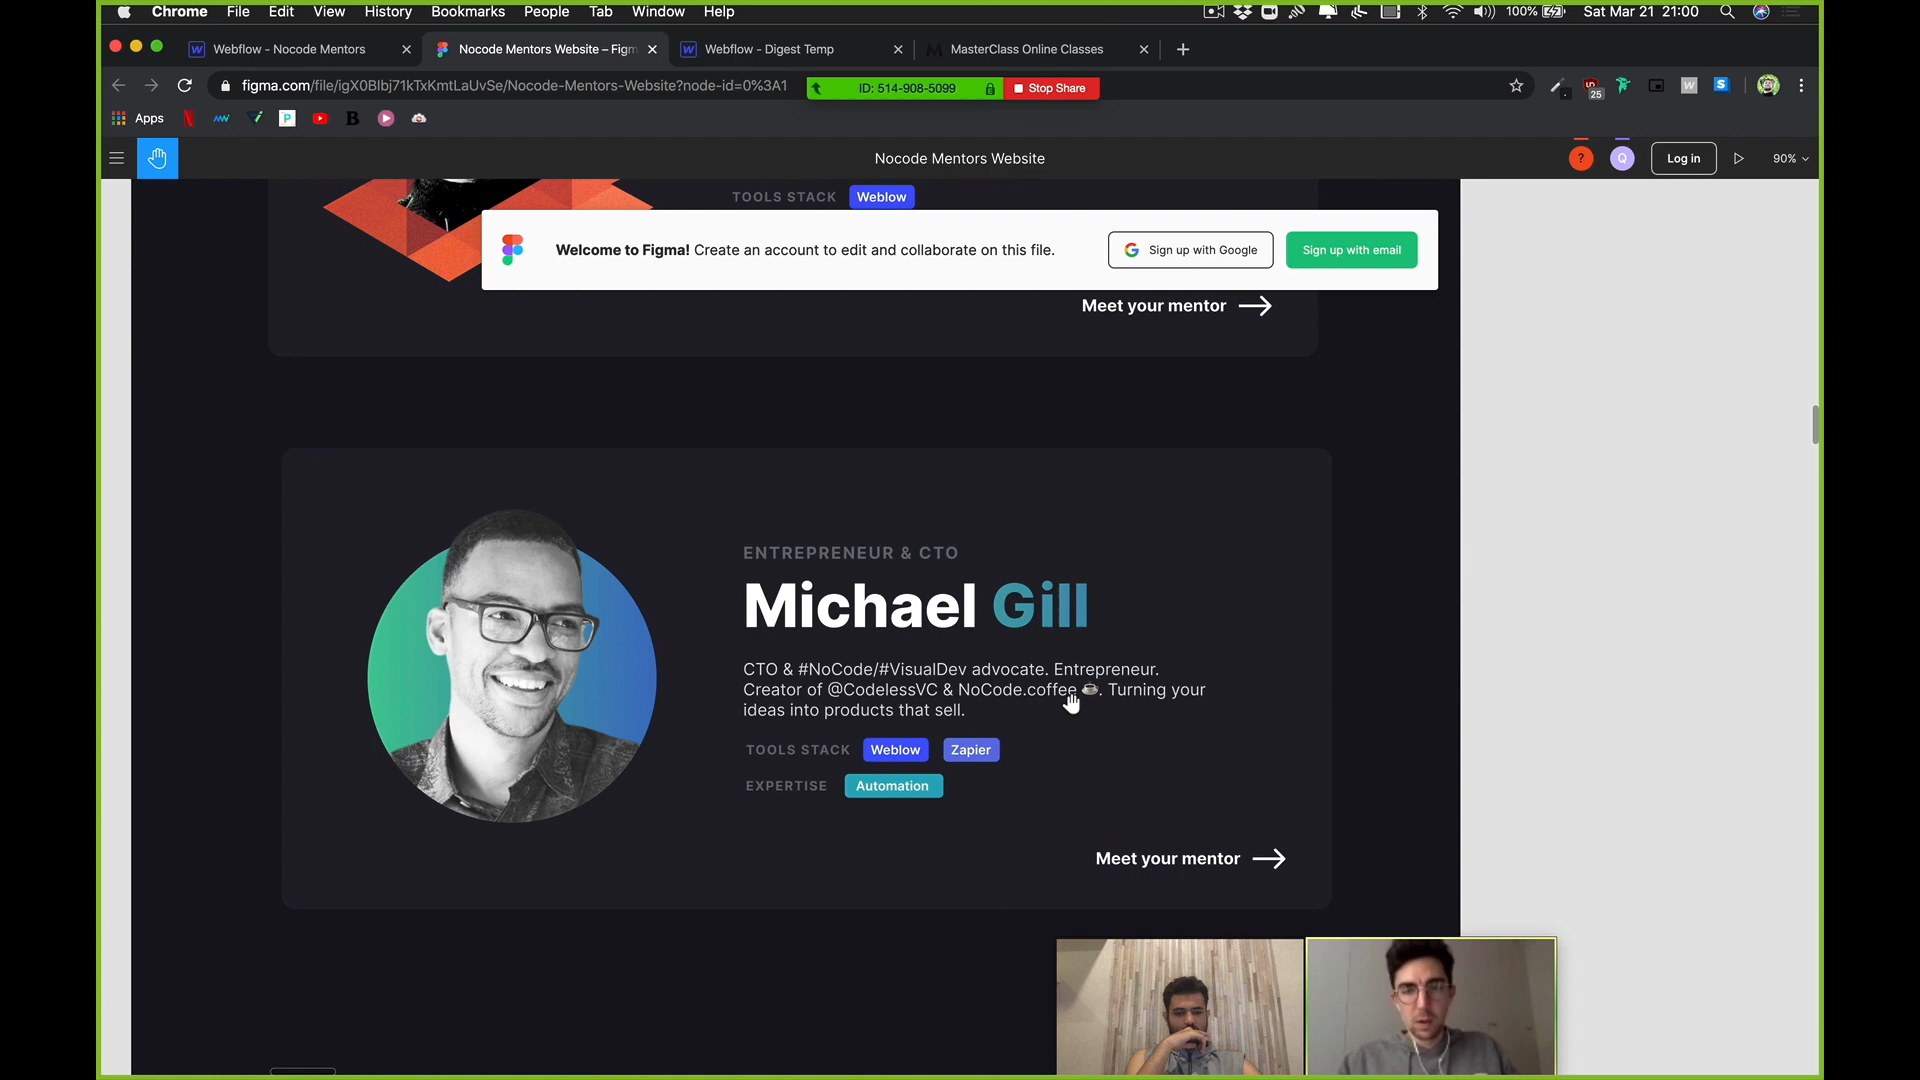 Chrome File Edit View History Bookmarks People Tab Window Help 100% Sat Mar 21 21:00
Webflow - Nocode Mentors Nocode Mentors Website – Figm Webflow - Digest Temp MasterClass Online Classes
figma.com/file/igX0BIbj71kTxKmtLaUvSe/Nocode-Mentors-Website?node-id=0%3A1 ID: 514-908-5099 Stop Share 25
Apps
Nocode Mentors Website ? Q Log in 90%
TOOLS STACK Weblow
Welcome to Figma! Create an account to edit and collaborate on this file. Sign up with Google Sign up with email
Meet your mentor
ENTREPRENEUR & CTO
Michael Gill
CTO & #NoCode/#VisualDev advocate. Entrepreneur.
Creator of @CodelessVC & NoCode.coffee ☕. Turning your
ideas into products that sell.
TOOLS STACK Weblow Zapier
EXPERTISE Automation
Meet your mentor